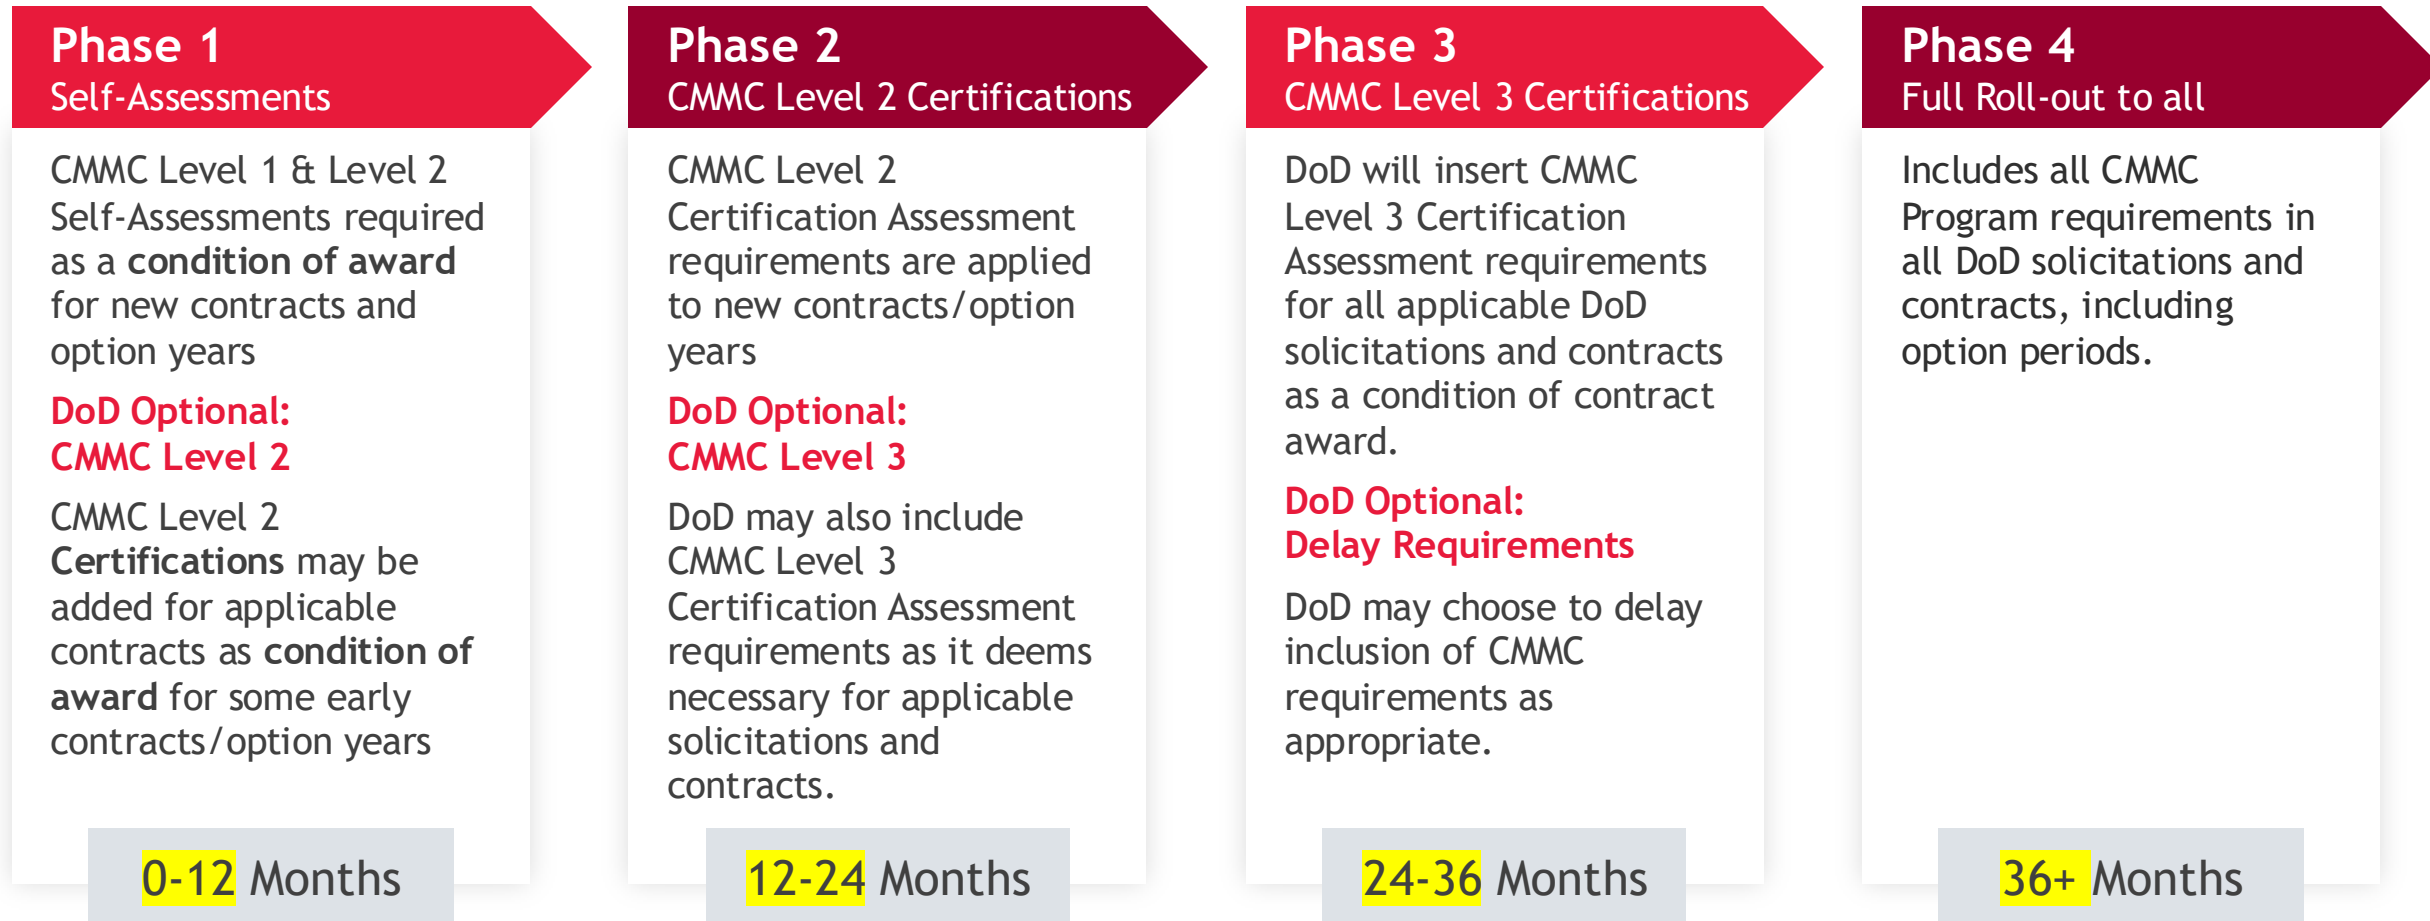 Phase 1
Self-Assessments
CMMC Level 1 & Level 2
Self-Assessments required
as a condition of award
for new contracts and
option years
DoD Optional:
CMMC Level 2
CMMC Level 2
Certifications may be
added for applicable
contracts as condition of
award for some early
contracts/option years
0-12 Months
Phase 2
CMMC Level 2 Certifications
CMMC Level 2
Certification Assessment
requirements are applied
to new contracts/option
years
DoD Optional:
CMMC Level 3
DoD may also include
CMMC Level 3
Certification Assessment
requirements as it deems
necessary for applicable
solicitations and
contracts.
12-24 Months
Phase 3
CMMC Level 3 Certifications
DoD will insert CMMC
Level 3 Certification
Assessment requirements
for all applicable DoD
solicitations and contracts
as a condition of contract
award.
DoD Optional:
Delay Requirements
DoD may choose to delay
inclusion of CMMC
requirements as
appropriate.
24-36 Months
Phase 4
Full Roll-out to all
Includes all CMMC
Program requirements in
all DoD solicitations and
contracts, including
option periods.
36+ Months